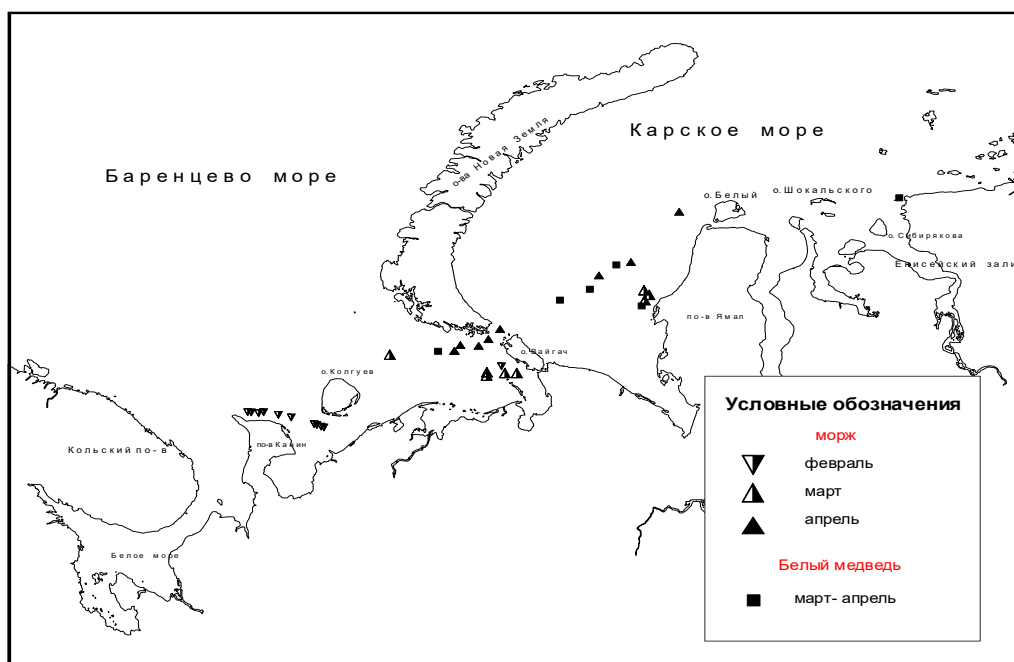 Карское море
Баренцево море
о-ва Новая Земля
о.Белый
о.Шокальского
о.Сибирякова
Енисейский зали
по-в Ямал
о.Вайгач
о.Колгуев
по-в Канин
Кольский по-в
Белое море
Условные обозначения
морж
февраль
март
апрель
Белый медведь
март- апрель